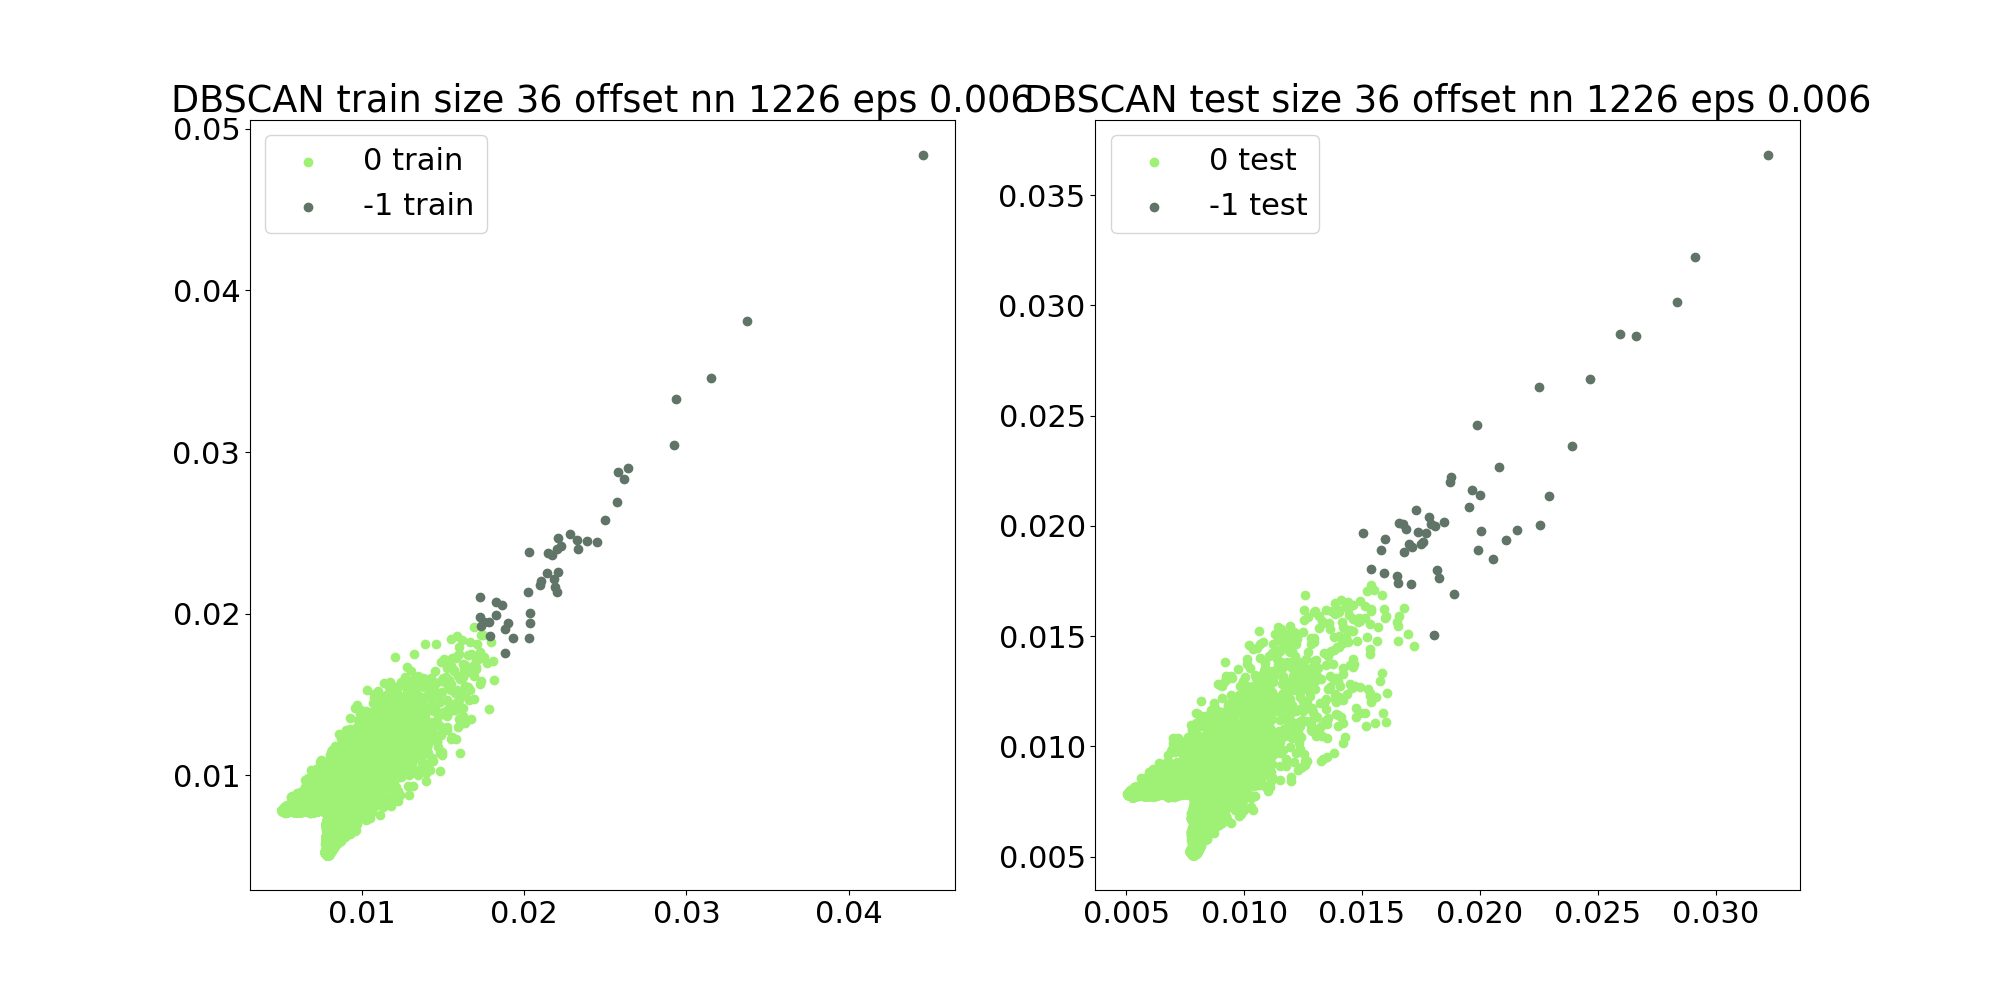 DBSCAN train size 36 offset nn 1226 eps 0.006
0.05
0.04
0.03
0.02
0.01
0 train
-1 train
0.01 0.02 0.03 0.04
DBSCAN test size 36 offset nn 1226 eps 0.006
0.035
0.030
0.025
0.020
0.015
0.010
0.005
0 test
-1 test
0.005 0.010 0.015 0.020 0.025 0.030